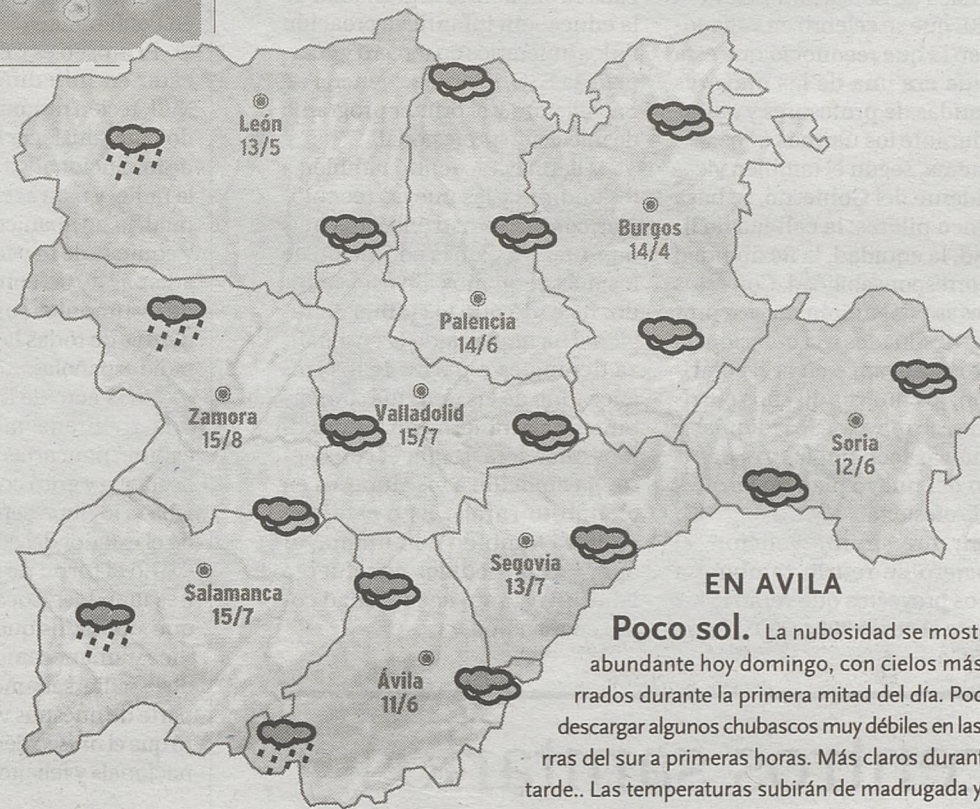 León
13/5
Burgos
14/4
Palencia
14/6
Zamora
15/8
Valladolid
15/7
Soria
12/6
Segovia
13/7
Salamanca
15/7
Ávila
11/6
EN AVILA
Poco sol. La nubosidad se most
abundante hoy domingo, con cielos más
rrados durante la primera mitad del día. Poc
descargar algunos chubascos muy débiles en las
rras del sur a primeras horas. Más claros durant
tarde.. Las temperaturas subirán de madrugada y